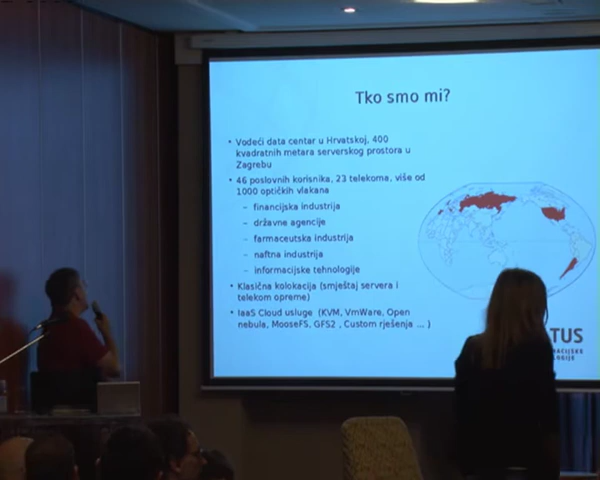 Tko smo mi?
• Vodeći data centar u Hrvatskoj, 400
kvadratnih metara serverskog prostora u
Zagrebu
• 46 poslovnih korisnika, 23 telekoma, više od
1000 optičkih vlakana
– financijska industrija
– državne agencije
– farmaceutska industrija
– naftna industrija
– informacijske tehnologije
• Klasična kolokacija (smještaj servera i
telekom opreme)
• IaaS Cloud usluge (KVM, VmWare, Open
nebula, MooseFS, GFS2 , Custom rješenja ... )
TUS